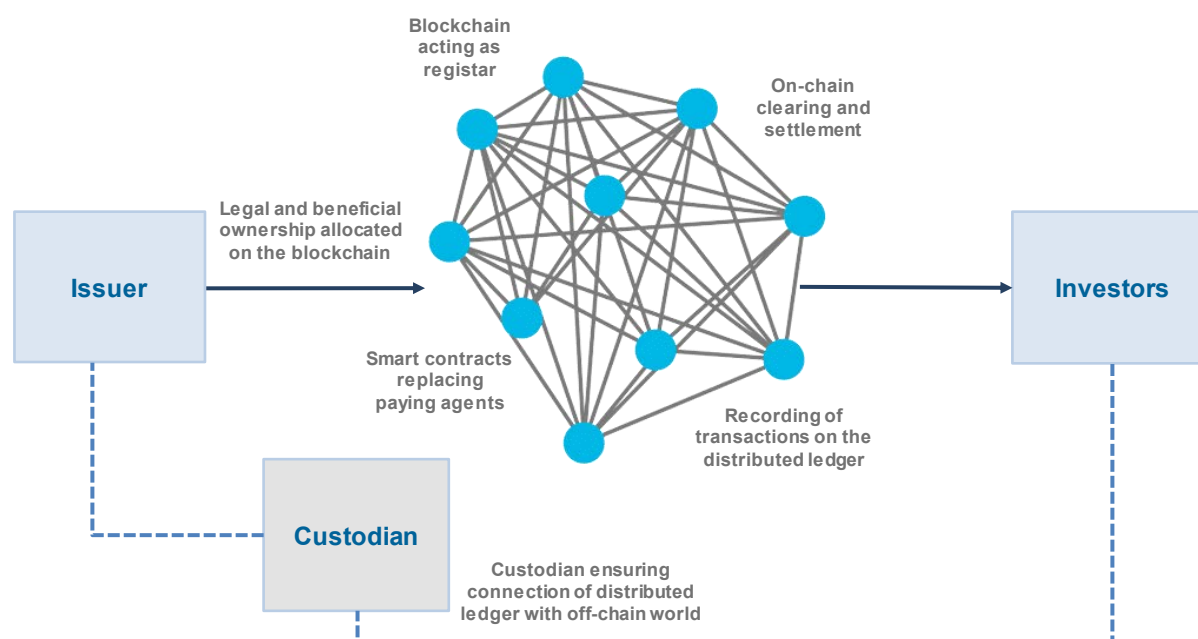 Blockchain
acting as
registar
On-chain
clearing and
settlement
Legal and beneficial
ownership allocated
on the blockchain
Issuer
Investors
Smart contracts
replacing
paying agents
Recording of
transactions on the
distributed ledger
Custodian
Custodian ensuring
connection of distributed
ledger with off-chain world